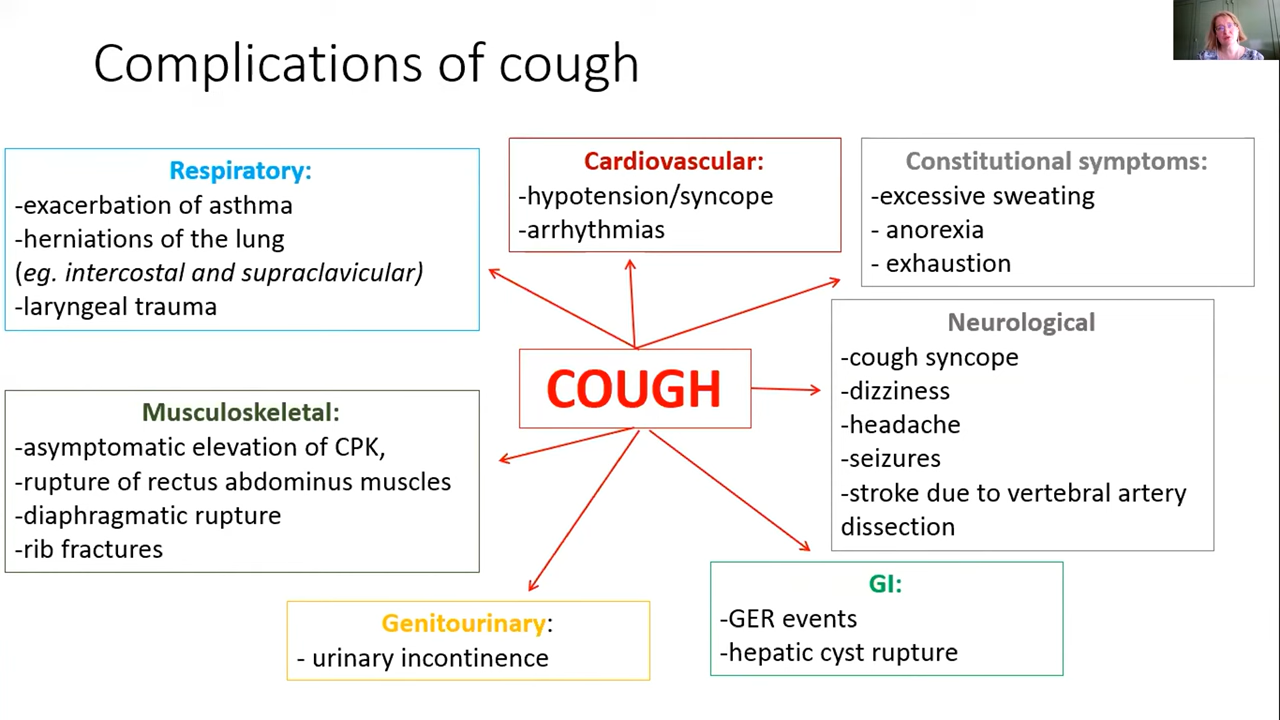 Complications of cough
Respiratory:
-exacerbation of asthma
-herniations of the lung
(eg. intercostal and supraclavicular)
-laryngeal trauma
Cardiovascular:
-hypotension/syncope
-arrhythmias
Constitutional symptoms:
-excessive sweating
- anorexia
- exhaustion
COUGH
Neurological
-cough syncope
-dizziness
-headache
-seizures
-stroke due to vertebral artery
dissection
Musculoskeletal:
-asymptomatic elevation of CPK,
-rupture of rectus abdominus muscles
-diaphragmatic rupture
-rib fractures
Genitourinary:
- urinary incontinence
GI:
-GER events
-hepatic cyst rupture